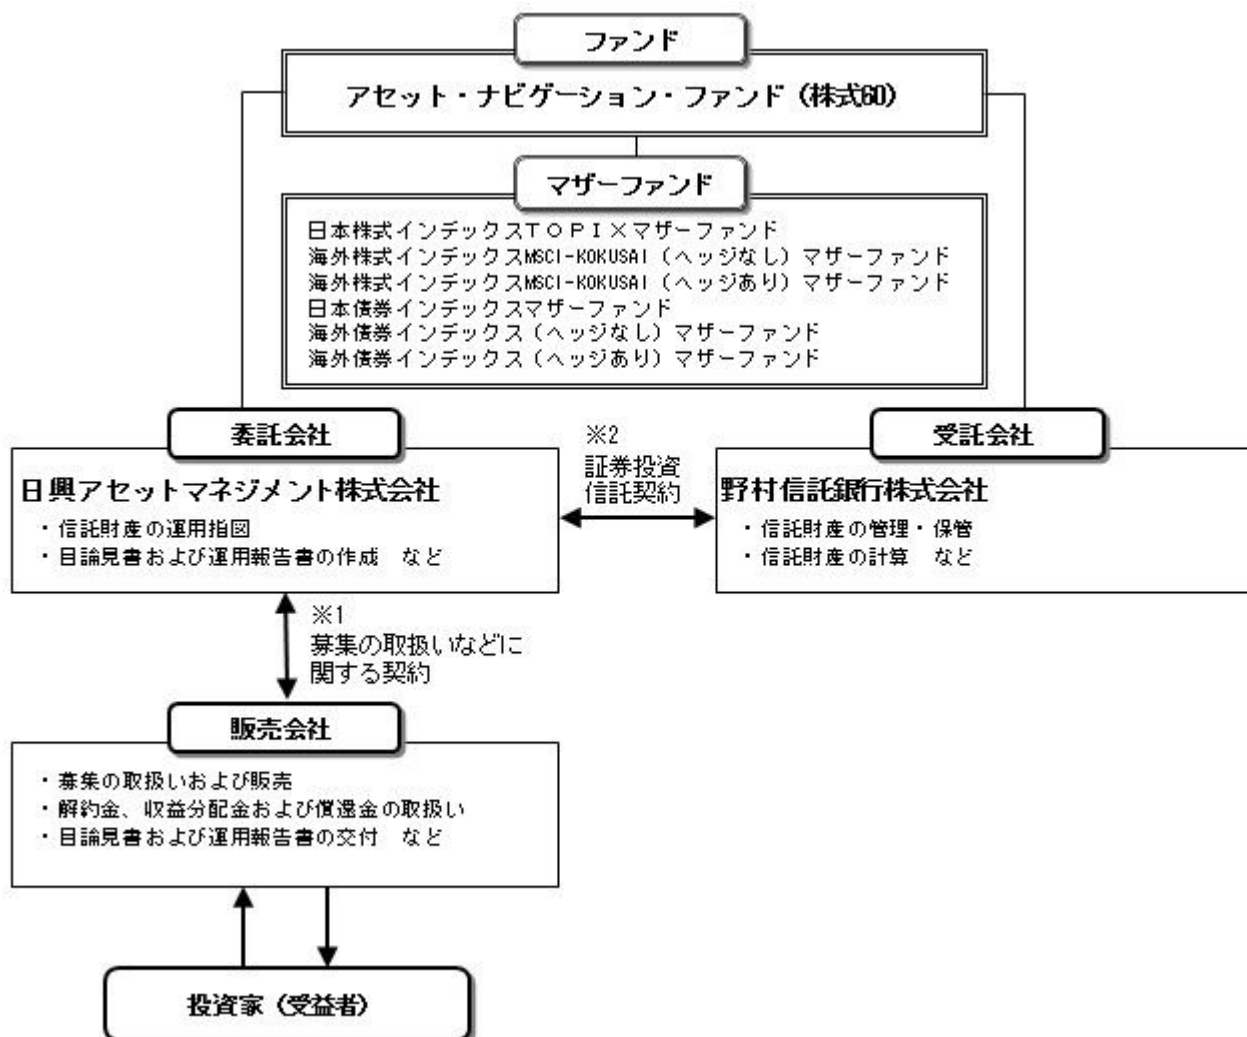 ファンド
アセット・ナビゲーション・ファンド（株式60）
マザーファンド
日本株式インデックスＴＯＰＩＸマザーファンド
海外株式インデックスMSCI-KOKUSAI（ヘッジなし）マザーファンド
海外株式インデックスMSCI-KOKUSAI（ヘッジあり）マザーファンド
日本債券インデックスマザーファンド
海外債券インデックス（ヘッジなし）マザーファンド
海外債券インデックス（ヘッジあり）マザーファンド
委託会社
日興アセットマネジメント株式会社
・信託財産の運用指図
・目論見書および運用報告書の作成　など
※2
証券投資
信託契約
受託会社
野村信託銀行株式会社
・信託財産の管理・保管
・信託財産の計算　など
※1
募集の取扱いなどに
関する契約
販売会社
・募集の取扱いおよび販売
・解約金、収益分配金および償還金の取扱い
・目論見書および運用報告書の交付　など
投資家（受益者）